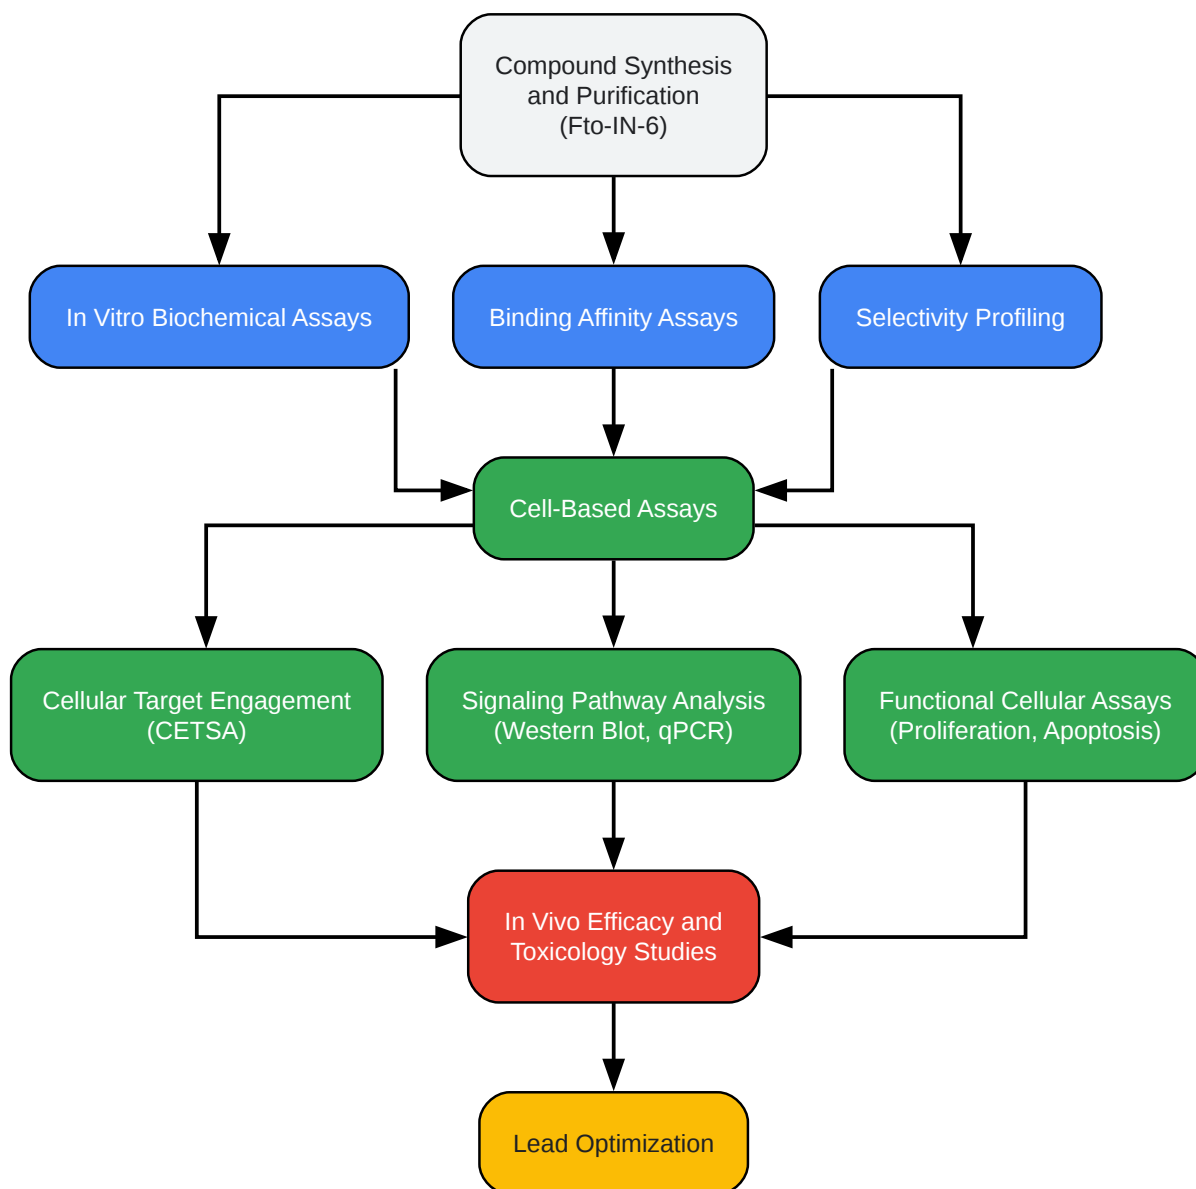 Compound Synthesis
and Purification
(Fto-IN-6)
In Vitro Biochemical Assays
Binding Affinity Assays
Selectivity Profiling
Cell-Based Assays
Cellular Target Engagement
(CETSA)
Signaling Pathway Analysis
(Western Blot, qPCR)
Functional Cellular Assays
(Proliferation, Apoptosis)
In Vivo Efficacy and
Toxicology Studies
Lead Optimization